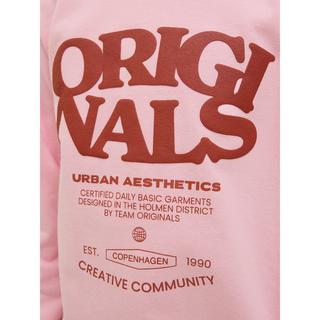 ORIGI
NALS
URBAN AESTHETICS
CERTIFIED DAILY BASIC GARMENTS
DESIGNED IN THE HOLMEN DISTRICT
BY TEAM ORIGINALS
EST. COPENHAGEN 1990
CREATIVE COMMUNITY